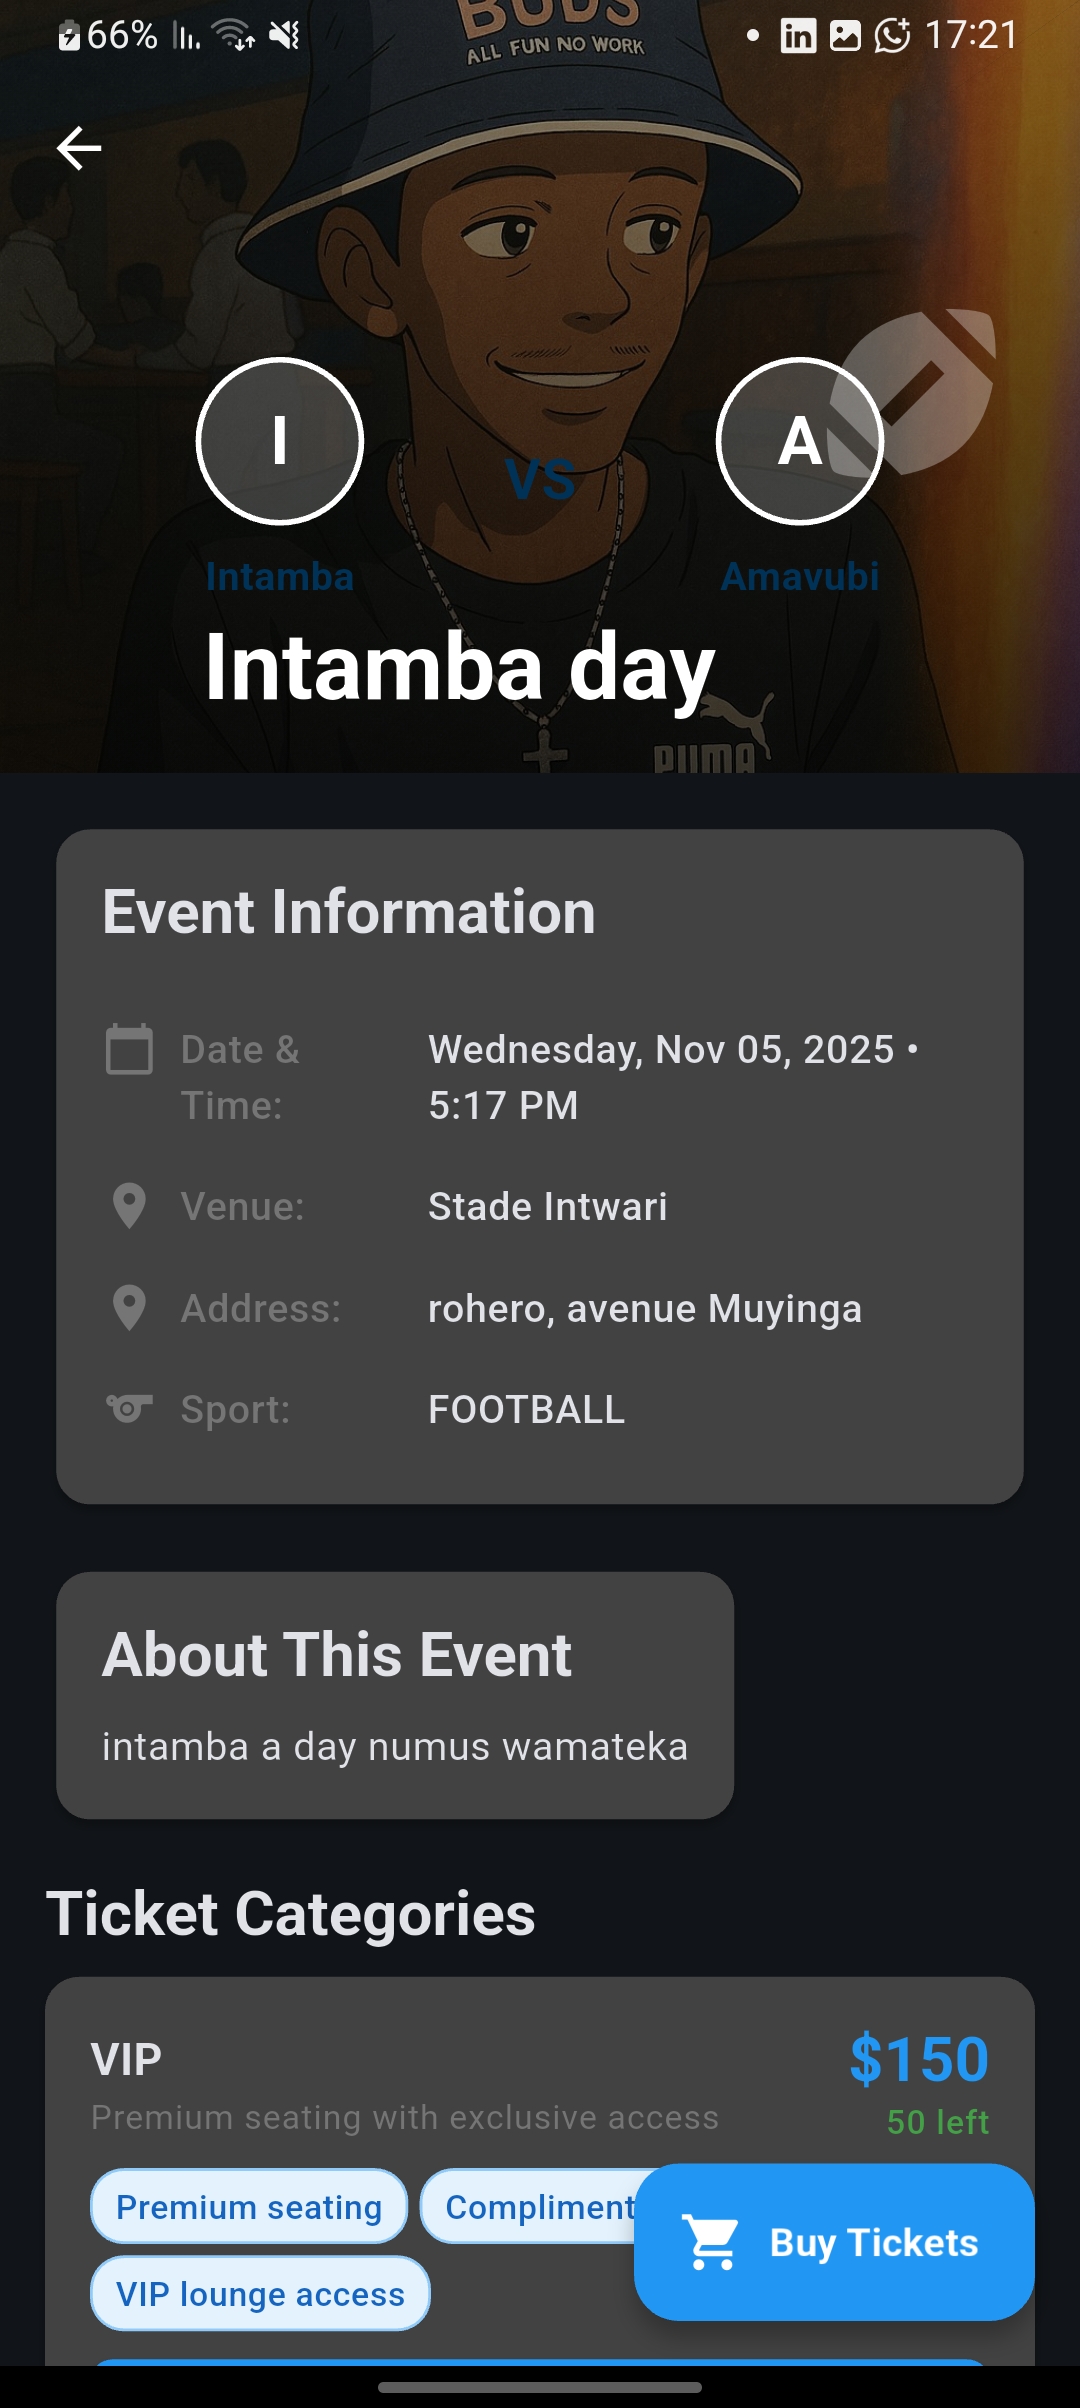 66%
17:21
BUDS
ALL FUN NO WORK
I
A
VS
Intamba
Amavubi
Intamba day
PUMA
Event Information
Date & Time:
Wednesday, Nov 05, 2025 •
5:17 PM
Venue:
Stade Intwari
Address:
rohero, avenue Muyinga
Sport:
FOOTBALL
About This Event
intamba a day numus wamateka
Ticket Categories
VIP
$150
Premium seating with exclusive access
50 left
Premium seating
Compliment
VIP lounge access
Buy Tickets